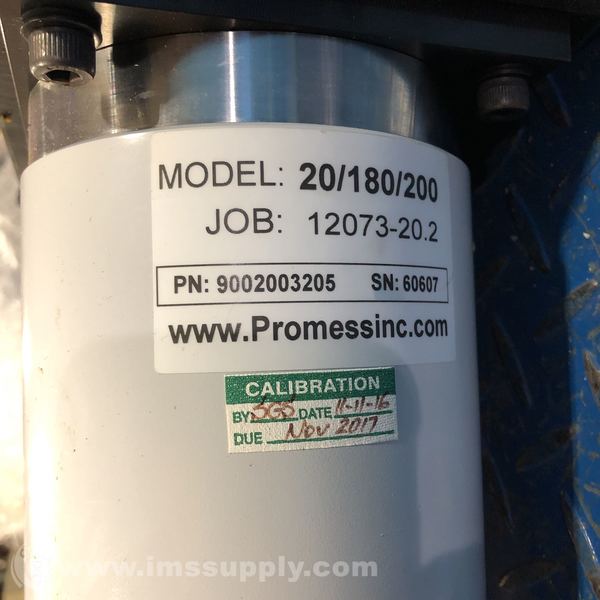 MODEL: 20/180/200
JOB: 12073-20.2
PN: 9002003205 SN: 60607
www.Promessinc.com
CALIBRATION
BY SGS DATE 11-11-16
DUE Nov 2017
www.imssupply.com